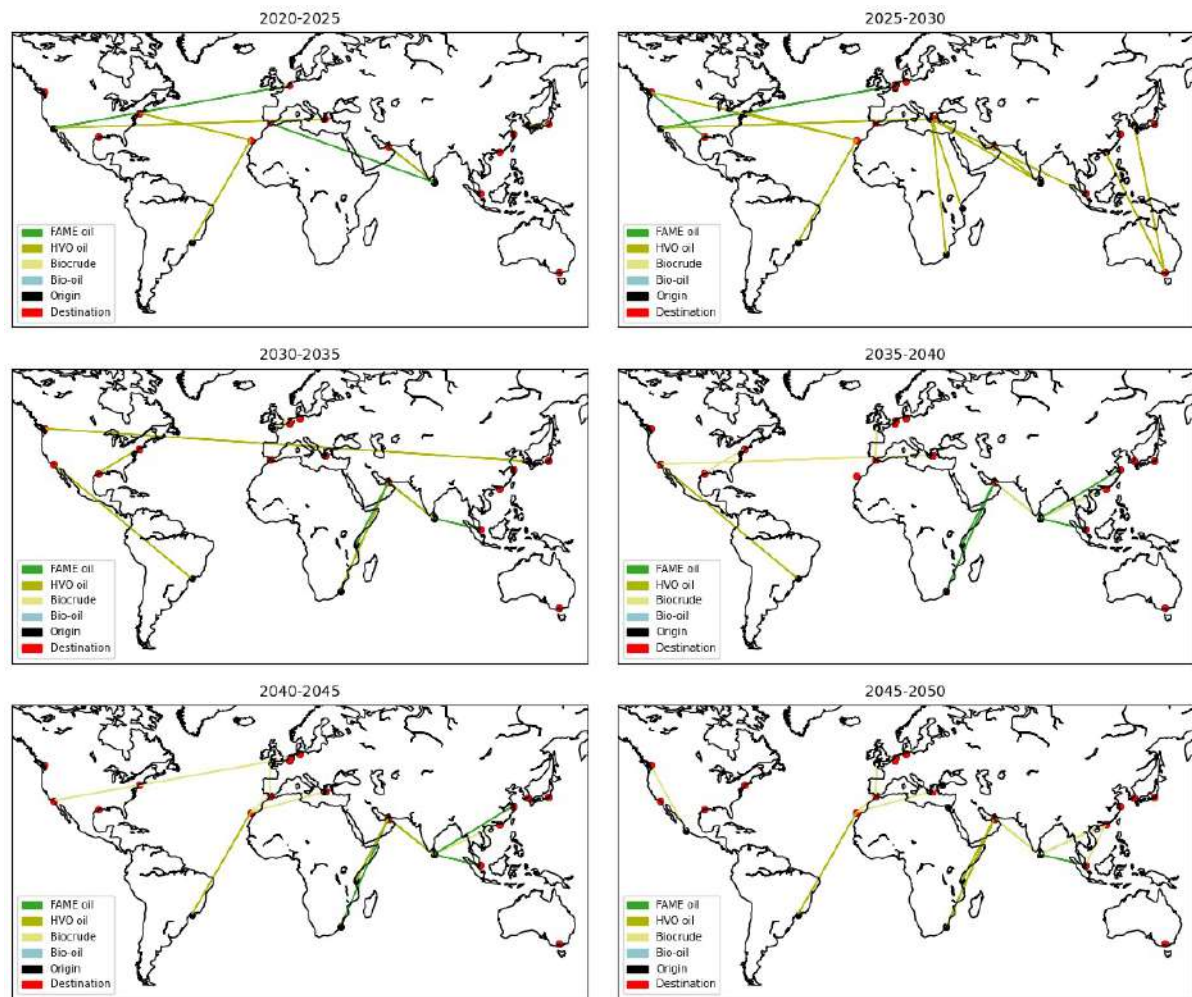 2020-2025
FAME oil
HVO oil
Biocrude
Bio-oil
Origin
Destination
2025-2030
FAME oil
HVO oil
Biocrude
Bio-oil
Origin
Destination
2030-2035
FAME oil
HVO oil
Biocrude
Bio-oil
Origin
Destination
2035-2040
FAME oil
HVO oil
Biocrude
Bio-oil
Origin
Destination
2040-2045
FAME oil
HVO oil
Biocrude
Bio-oil
Origin
Destination
2045-2050
FAME oil
HVO oil
Biocrude
Bio-oil
Origin
Destination